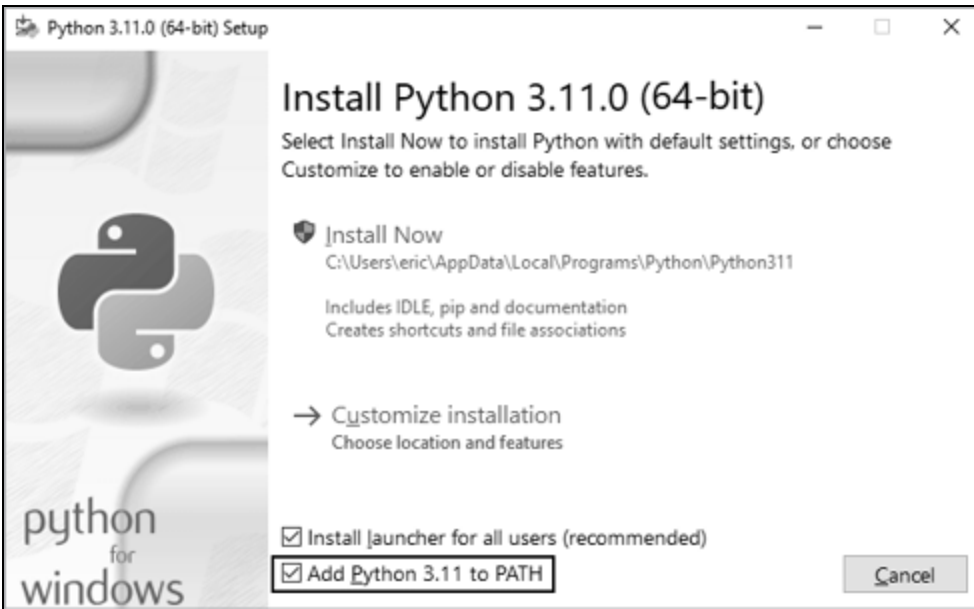 Python 3.11.0 (64-bit) Setup
Install Python 3.11.0 (64-bit)
Select Install Now to install Python with default settings, or choose
Customize to enable or disable features.
Install Now
C:\Users\eric\AppData\Local\Programs\Python\Python311
Includes IDLE, pip and documentation
Creates shortcuts and file associations
Customize installation
Choose location and features
python
for
windows
Install launcher for all users (recommended)
Add Python 3.11 to PATH
Cancel